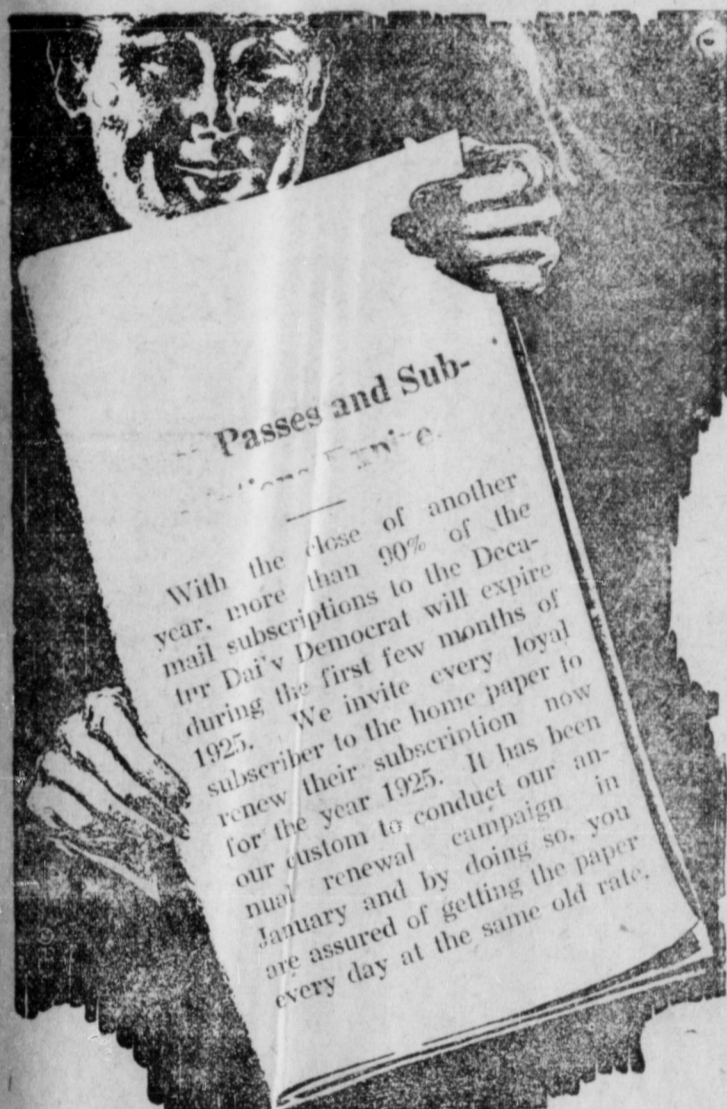 Passes and Sub-
Expire.
With the close of another
year, more than 90% of the
mail subscriptions to the Deca-
tur Dai'y Democrat will expire
during the first few months of
1925. We invite every loyal
subscriber to the home paper to
renew their subscription now
for the year 1925. It has been
our custom to conduct our an-
nual renewal campaign in
January and by doing so, you
are assured of getting the paper
every day at the same old rate.